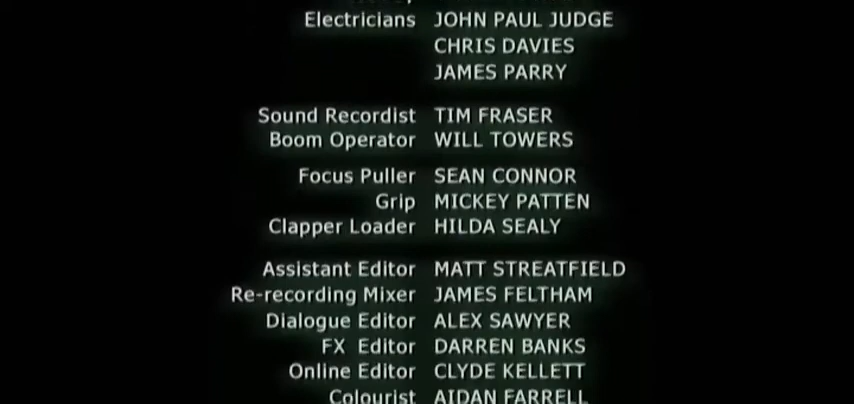 Electricians JOHN PAUL JUDGE
CHRIS DAVIES
JAMES PARRY
Sound Recordist TIM FRASER
Boom Operator WILL TOWERS
Focus Puller SEAN CONNOR
Grip MICKEY PATTEN
Clapper Loader HILDA SEALY
Assistant Editor MATT STREATFIELD
Re-recording Mixer JAMES FELTHAM
Dialogue Editor ALEX SAWYER
FX Editor DARREN BANKS
Online Editor CLYDE KELLETT
Colourist AIDAN FARRELL